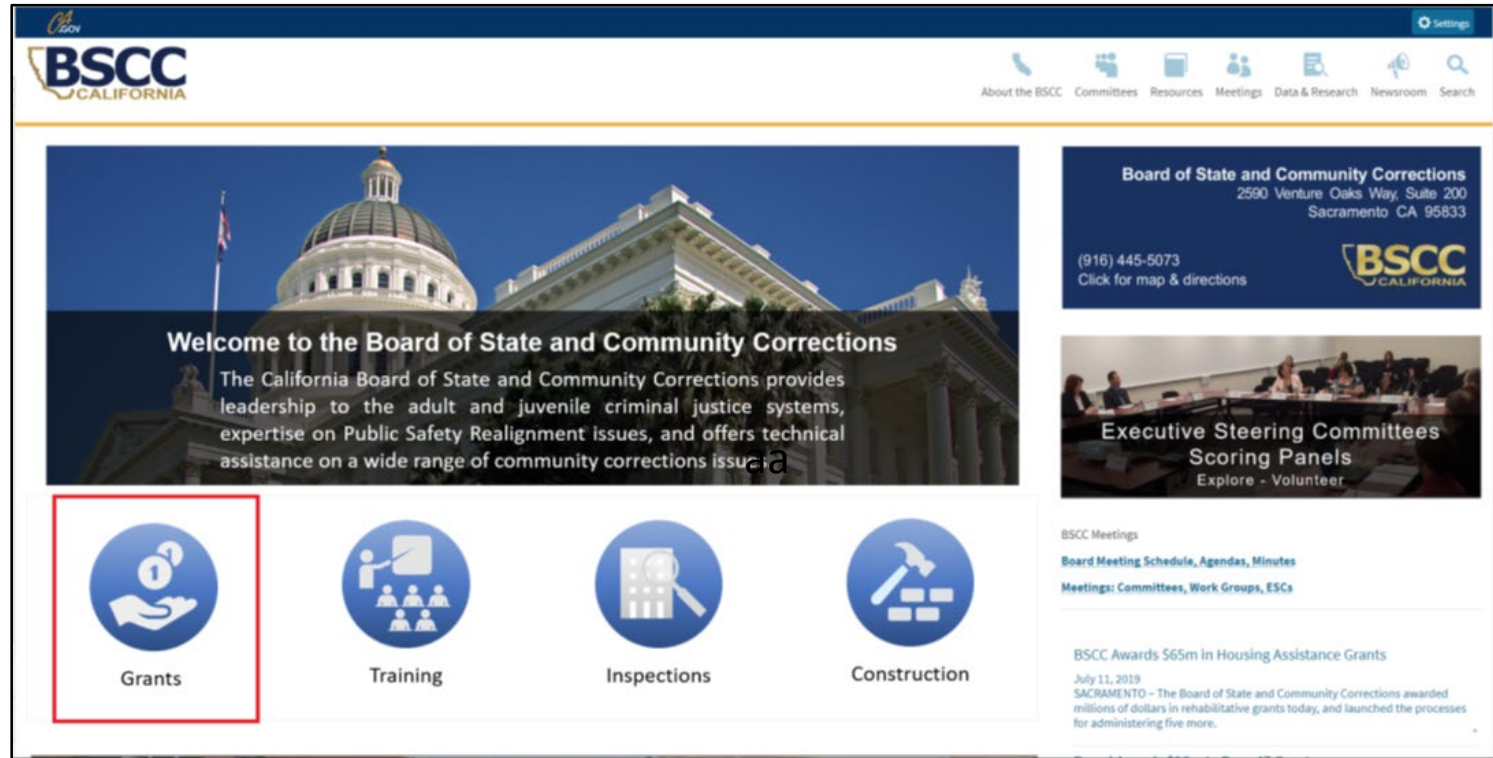 CA.GOV
Settings
BSCC
CALIFORNIA
About the BSCC
Committees
Resources
Meetings
Data & Research
Newsroom
Search
Welcome to the Board of State and Community Corrections
The California Board of State and Community Corrections provides
leadership to the adult and juvenile criminal justice systems,
expertise on Public Safety Realignment issues, and offers technical
assistance on a wide range of community corrections issues
aa
Grants
Training
Inspections
Construction
Board of State and Community Corrections
2590 Venture Oaks Way, Suite 200
Sacramento CA 95833
(916) 445-5073
Click for map & directions
BSCC
CALIFORNIA
Executive Steering Committees
Scoring Panels
Explore - Volunteer
BSCC Meetings
Board Meeting Schedule, Agendas, Minutes
Meetings: Committees, Work Groups, ESCs
BSCC Awards $65m in Housing Assistance Grants
July 11, 2019
SACRAMENTO – The Board of State and Community Corrections awarded
millions of dollars in rehabilitative grants today, and launched the processes
for administering five more.